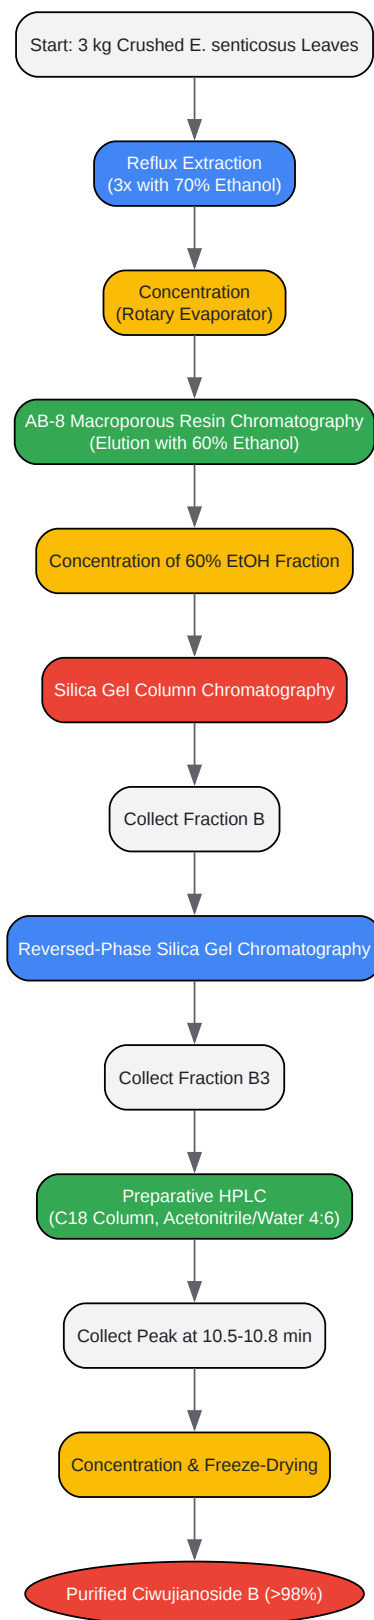 Start: 3 kg Crushed E. senticosus Leaves
Reflux Extraction
(3x with 70% Ethanol)
Concentration
(Rotary Evaporator)
AB-8 Macroporous Resin Chromatography
(Elution with 60% Ethanol)
Concentration of 60% EtOH Fraction
Silica Gel Column Chromatography
Collect Fraction B
Reversed-Phase Silica Gel Chromatography
Collect Fraction B3
Preparative HPLC
(C18 Column, Acetonitrile/Water 4:6)
Collect Peak at 10.5-10.8 min
Concentration & Freeze-Drying
Purified Ciwujianoside B (>98%)